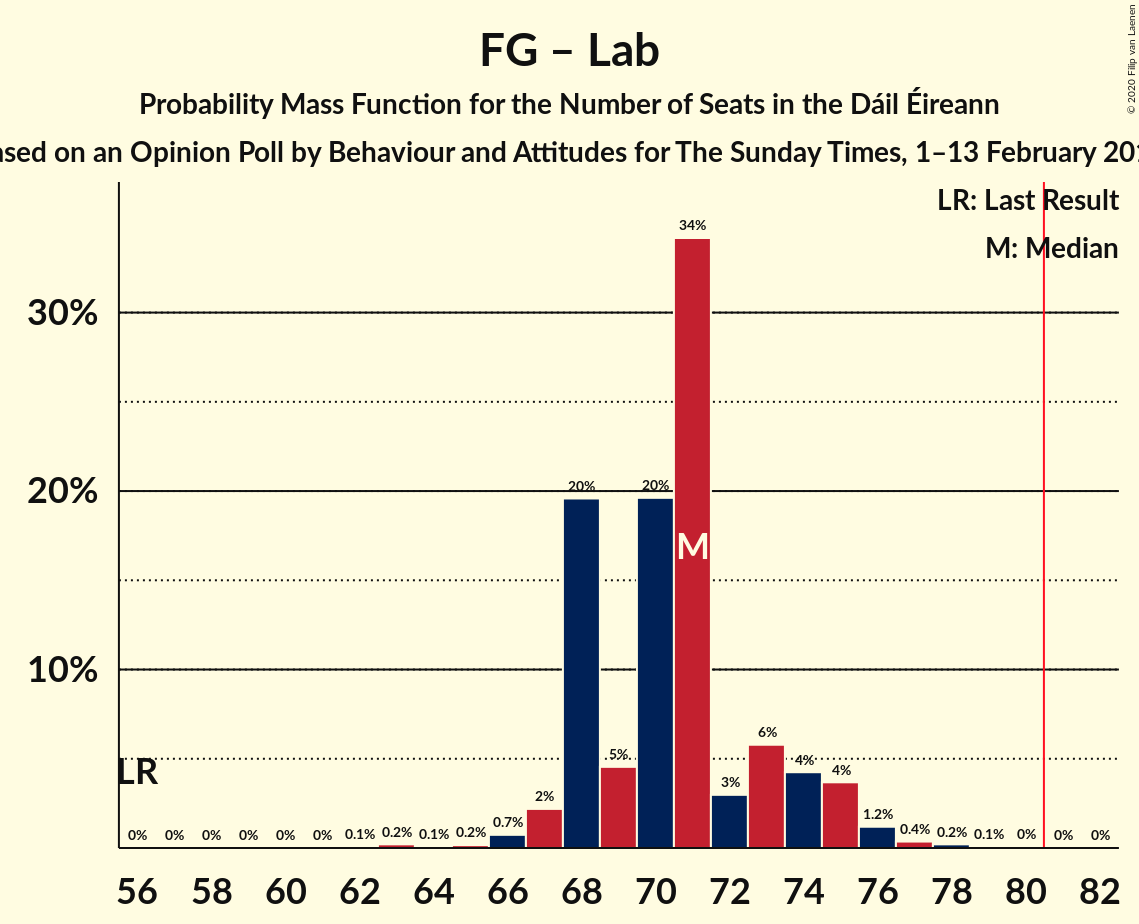 FG – Lab
Probability Mass Function for the Number of Seats in the Dáil Éireann
on an Opinion Poll by Behaviour and Attitudes for The Sunday Times, 1–13 February
© 2020 Filip van Laenen
LR: Last Result
M: Median
34%
30%
20% 20%
20%
M
10%
6%
5% 4%
LR 4%
2% 3%
0% 0% 0% 0% 0% 0% 0.1% 0.2% 0.1% 0.2% 0.7% 1.2% 0.4% 0.2% 0.1% 0% 0% 0%
56 58 60 62 64 66 68 70 72 74 76 78 80 82